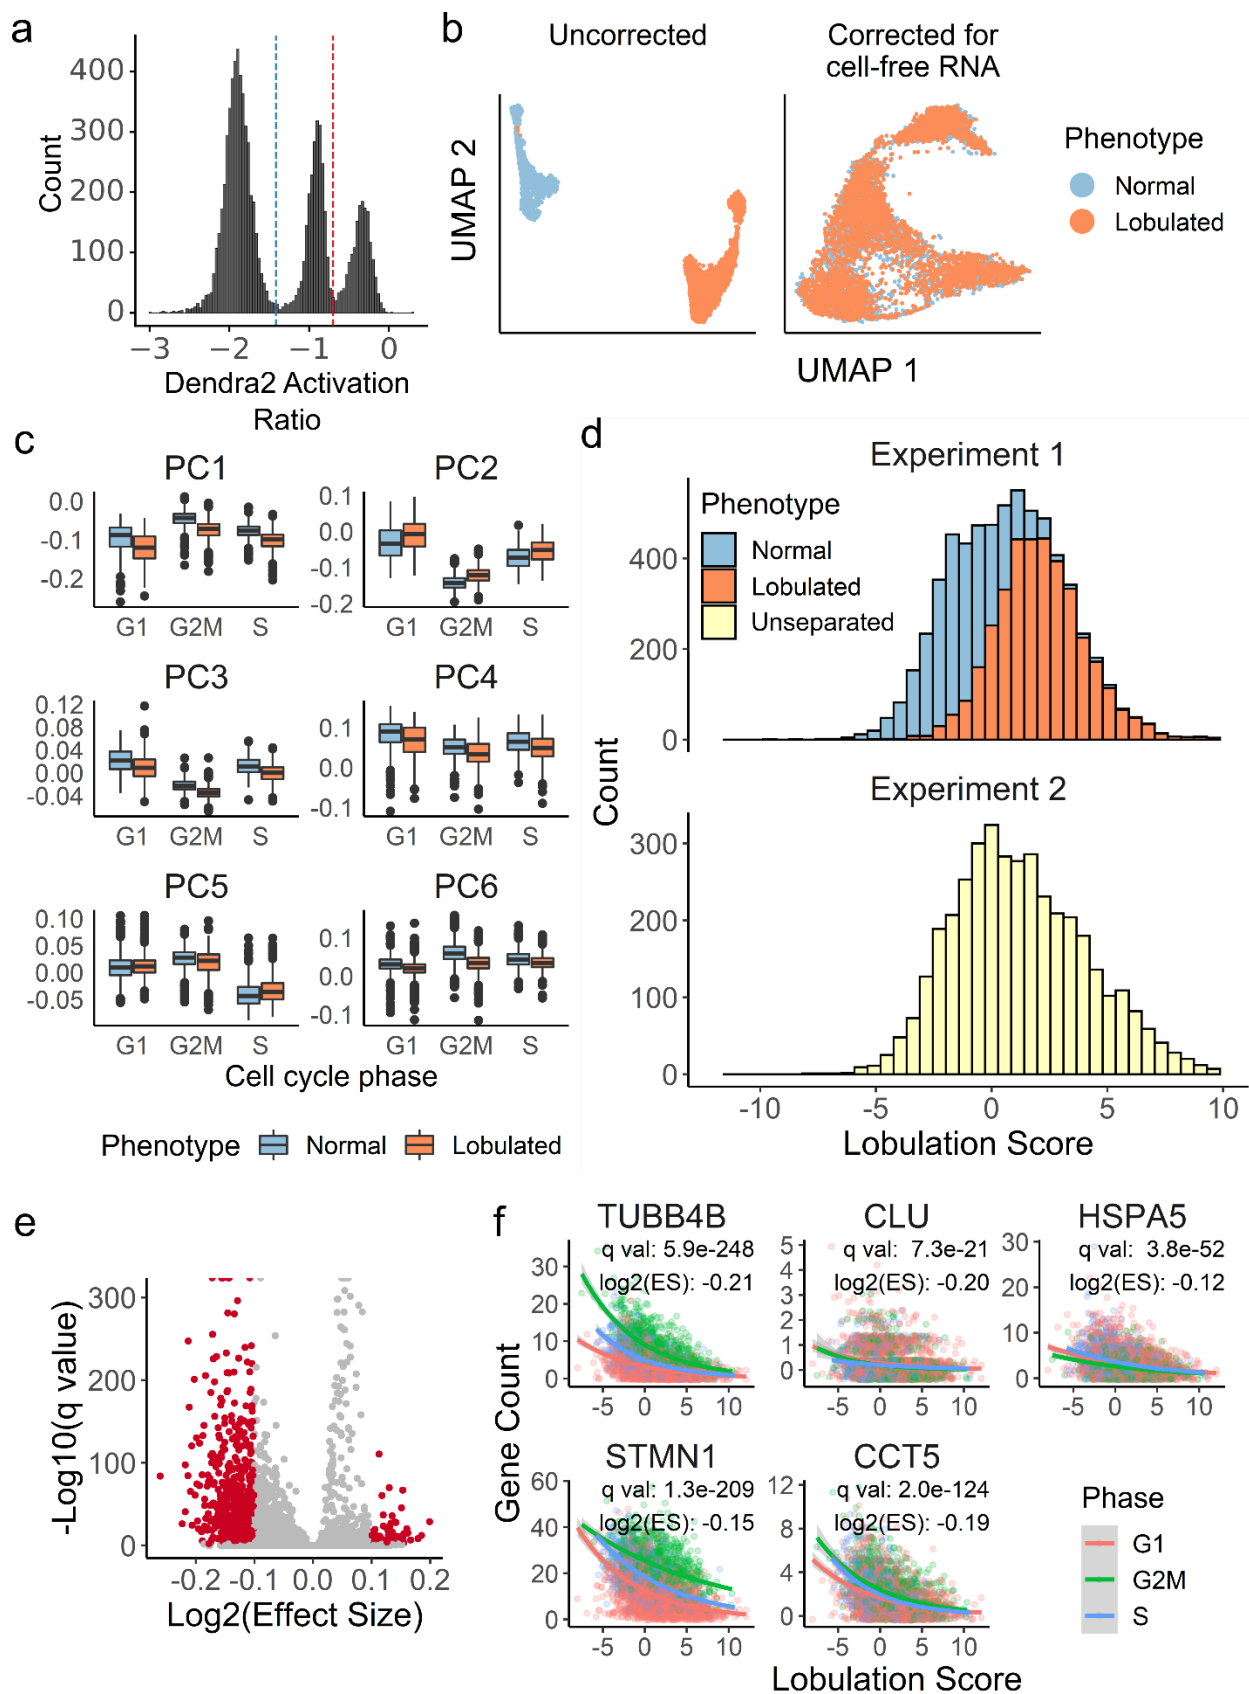 a
400
300
200
100
0
Count
−3
−2
−1
0
Dendra2 Activation
Ratio
b
Uncorrected
Corrected for
cell-free RNA
UMAP 2
UMAP 1
Phenotype
Normal
Lobulated
c
PC1
0.0
-0.1
-0.2
G1 G2M S
PC2
0.1
0.0
-0.1
-0.2
G1 G2M S
PC3
0.12
0.08
0.04
0.00
-0.04
G1 G2M S
PC4
0.1
0.0
-0.1
G1 G2M S
PC5
0.10
0.05
0.00
-0.05
G1 G2M S
PC6
0.1
0.0
-0.1
G1 G2M S
Cell cycle phase
Phenotype Normal Lobulated
d
Experiment 1
Phenotype
Normal
Lobulated
Unseparated
400
200
0
Count
Experiment 2
300
200
100
0
-10 -5 0 5 10
Lobulation Score
e
-Log10(q value)
300
200
100
0
-0.2 -0.1 0.0 0.1 0.2
Log2(Effect Size)
f
TUBB4B
q val: 5.9e-248
log2(ES): -0.21
30
20
10
0
-5 0 5 10
CLU
q val: 7.3e-21
log2(ES): -0.20
5
4
3
2
1
0
-5 0 5 10
HSPA5
q val: 3.8e-52
log2(ES): -0.12
30
20
10
0
-5 0 5 10
Gene Count
STMN1
q val: 1.3e-209
log2(ES): -0.15
60
40
20
0
-5 0 5 10
CCT5
q val: 2.0e-124
log2(ES): -0.19
12
8
4
0
-5 0 5 10
Lobulation Score
Phase
G1
G2M
S